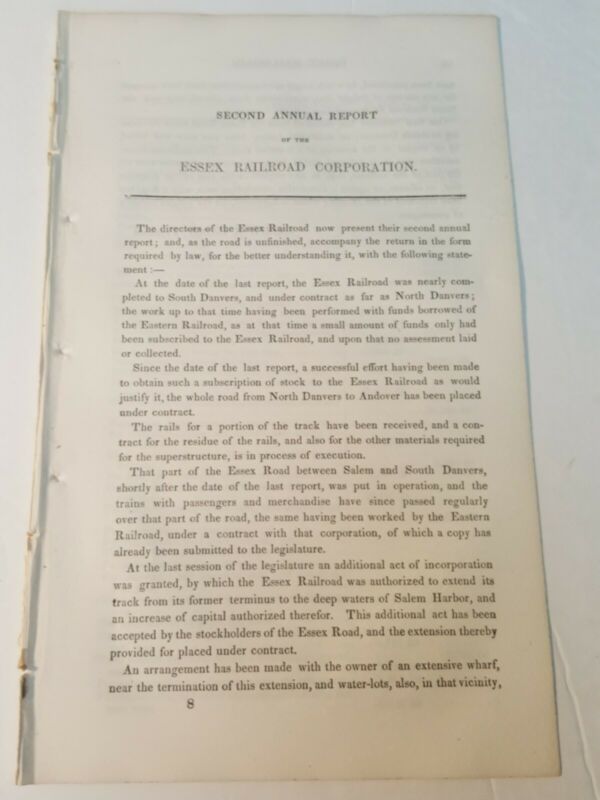 SECOND ANNUAL REPORT
OF THE
ESSEX RAILROAD CORPORATION.
The directors of the Essex Railroad now present their second annual
report; and, as the road is unfinished, accompany the return in the form
required by law, for the better understanding it, with the following state-
ment :—
At the date of the last report, the Essex Railroad was nearly com-
pleted to South Danvers, and under contract as far as North Danvers;
the work up to that time having been performed with funds borrowed of
the Eastern Railroad, as at that time a small amount of funds only had
been subscribed to the Essex Railroad, and upon that no assessment laid
or collected.
Since the date of the last report, a successful effort having been made
to obtain such a subscription of stock to the Essex Railroad as would
justify it, the whole road from North Danvers to Andover has been placed
under contract.
The rails for a portion of the track have been received, and a con-
tract for the residue of the rails, and also for the other materials required
for the superstructure, is in process of execution.
That part of the Essex Road between Salem and South Danvers,
shortly after the date of the last report, was put in operation, and the
trains with passengers and merchandise have since passed regularly
over that part of the road, the same having been worked by the Eastern
Railroad, under a contract with that corporation, of which a copy has
already been submitted to the legislature.
At the last session of the legislature an additional act of incorporation
was granted, by which the Essex Railroad was authorized to extend its
track from its former terminus to the deep waters of Salem Harbor, and
an increase of capital authorized therefor. This additional act has been
accepted by the stockholders of the Essex Road, and the extension thereby
provided for placed under contract.
An arrangement has been made with the owner of an extensive wharf,
near the termination of this extension, and water-lots, also, in that vicinity,
8